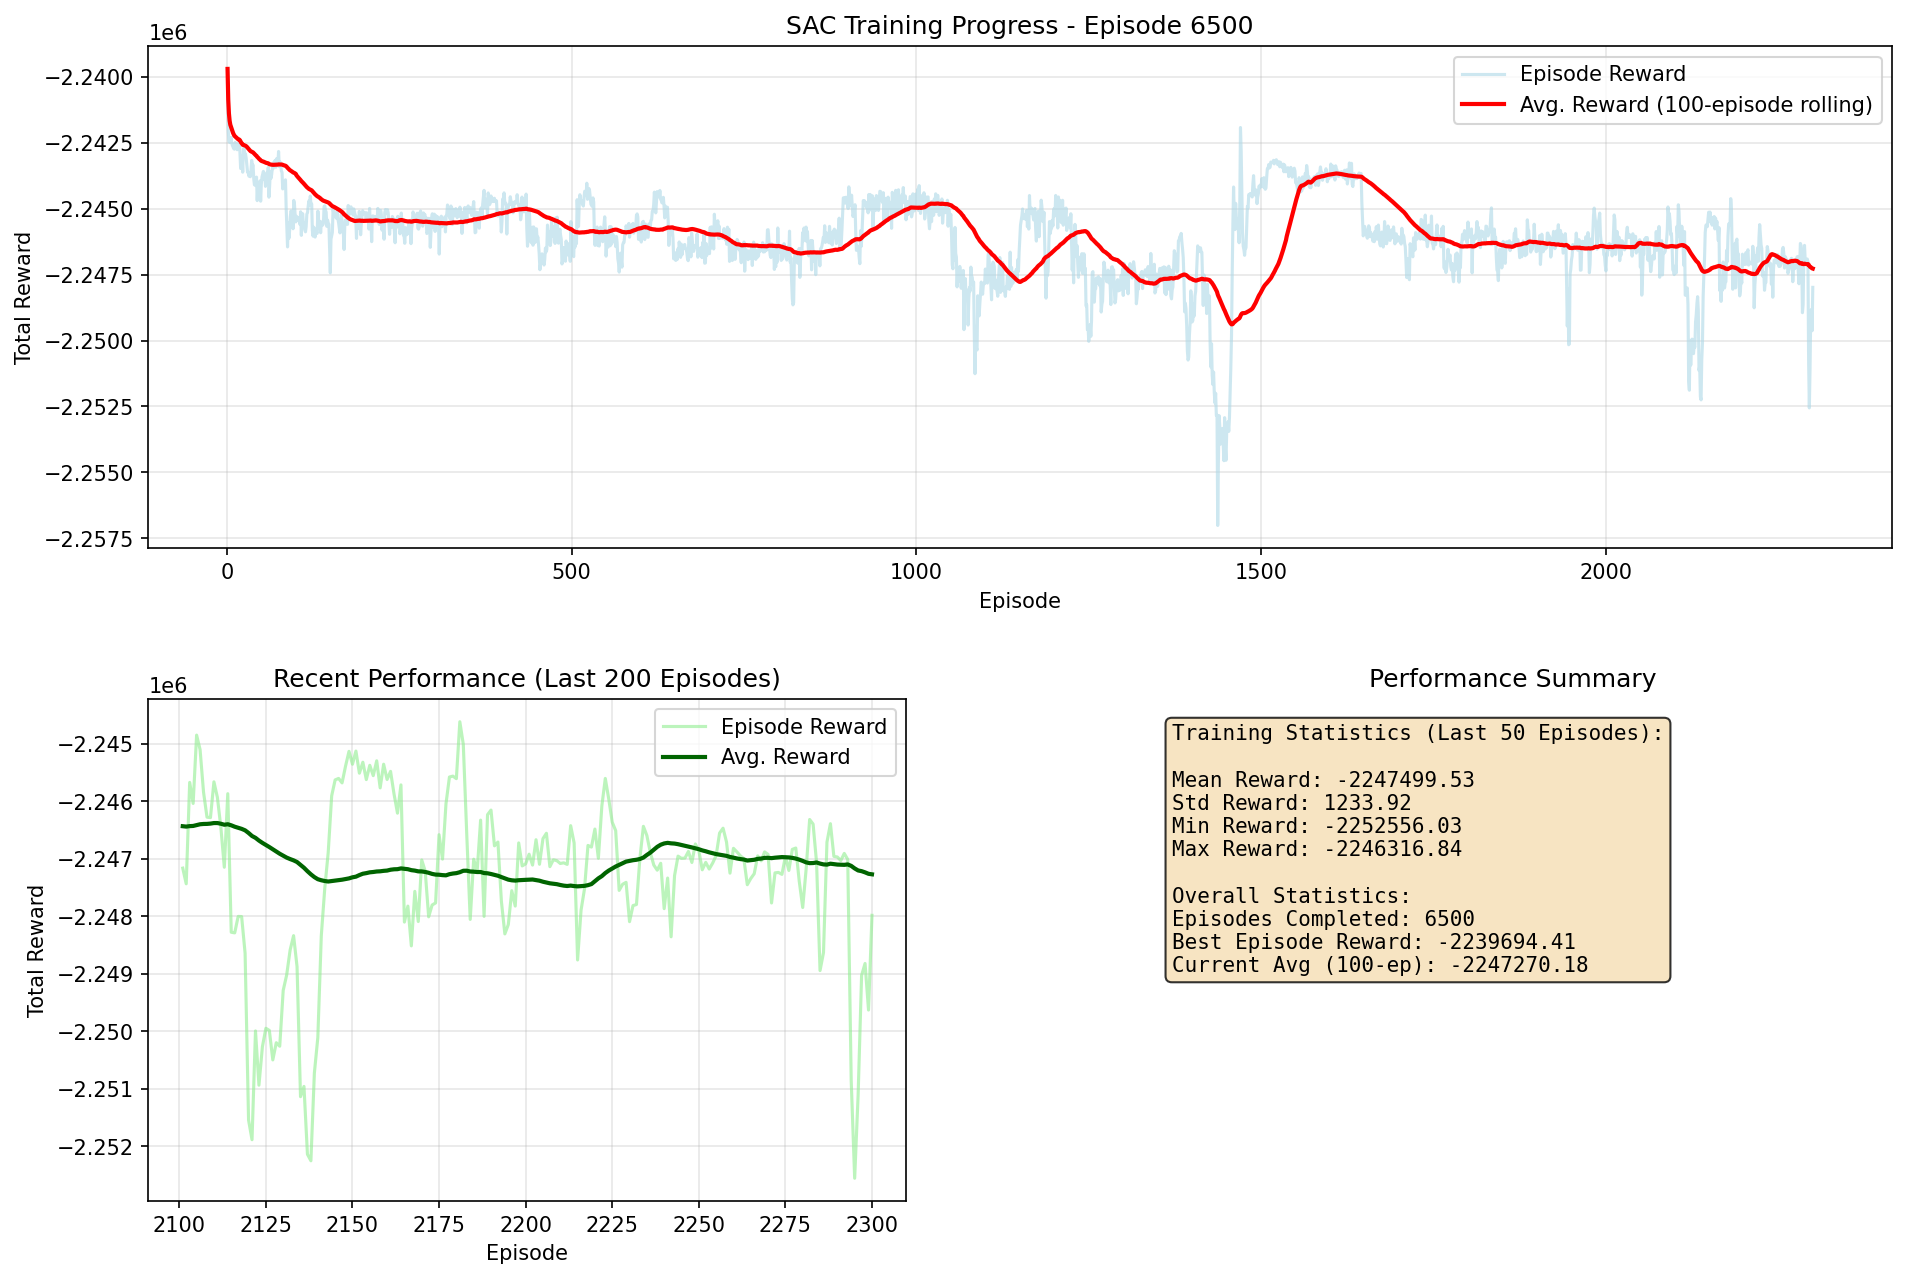 SAC Training Progress - Episode 6500
1e6
Episode Reward
Avg. Reward (100-episode rolling)
−2.2400
−2.2425
−2.2450
−2.2475
−2.2500
−2.2525
−2.2550
−2.2575
Total Reward
0 500 1000 1500 2000
Episode
Recent Performance (Last 200 Episodes)
1e6
Episode Reward
Avg. Reward
−2.245
−2.246
−2.247
−2.248
−2.249
−2.250
−2.251
−2.252
Total Reward
2100 2125 2150 2175 2200 2225 2250 2275 2300
Episode
Performance Summary
Training Statistics (Last 50 Episodes):
Mean Reward: -2247499.53
Std Reward: 1233.92
Min Reward: -2252556.03
Max Reward: -2246316.84
Overall Statistics:
Episodes Completed: 6500
Best Episode Reward: -2239694.41
Current Avg (100-ep): -2247270.18